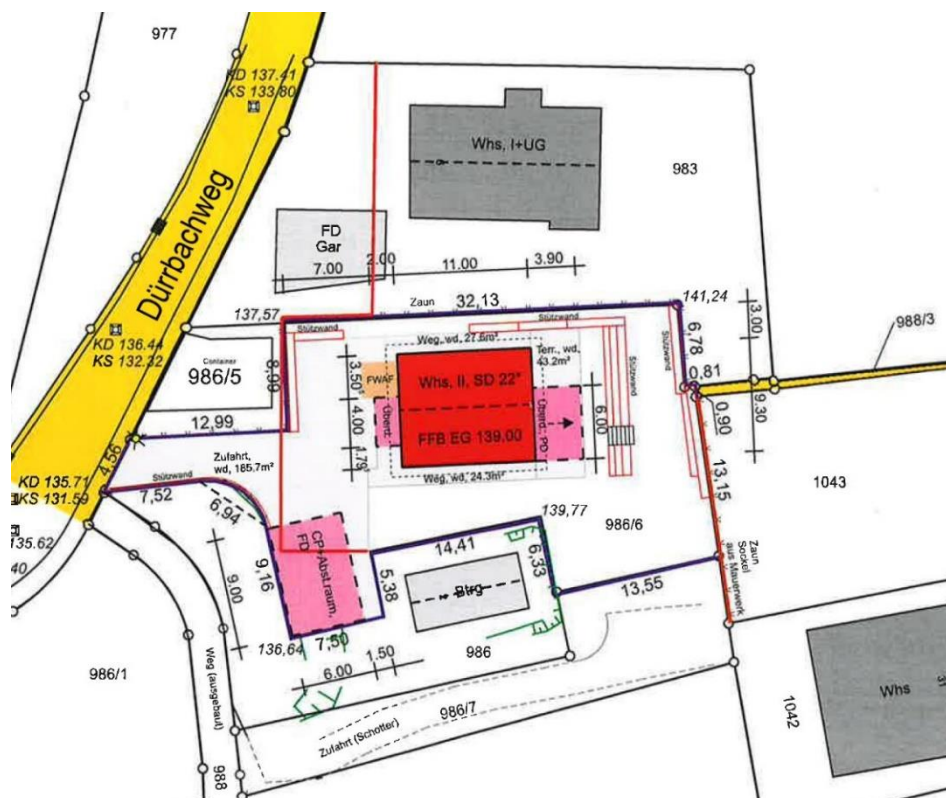 977
KD 137.41
KS 133.80
Dürrbachweg
Whs, I+UG
983
FD
Gar
7.00
2.00
11.00
3.90
Zaun
32,13
141,24
137,57
Stützwand
Stützwand
Weg, wd, 27.6m²
Terr., wd,
43.2m²
6,78
3.00
988/3
KD 136.44
KS 132.32
Container
986/5
8,99
3.50⁵
FWAF
Whs, II, SD 22°
Stützwand
Stützwand
0,81
9.30
0,90
12,99
4.00
Überd.
FFB EG 139.00
Überd. PD
6.00
4,56
Zufahrt,
wd, 185,7m²
1.79⁵
Weg, wd, 24.3m²
13,15
1043
KD 135.71
KS 131.59
Stützwand
7,52
6,94
139,77
986/6
135.62
40
CP+Abst.raum,
FD
14,41
6,33
Zaun
Sockel
aus Mauerwerk
9.00
9,16
5,38
Btrg
13,55
136,64
7,50
6.00
1.50
986
986/1
Weg (ausgebaut)
986/7
Zufahrt (Schotter)
988
1042
Whs